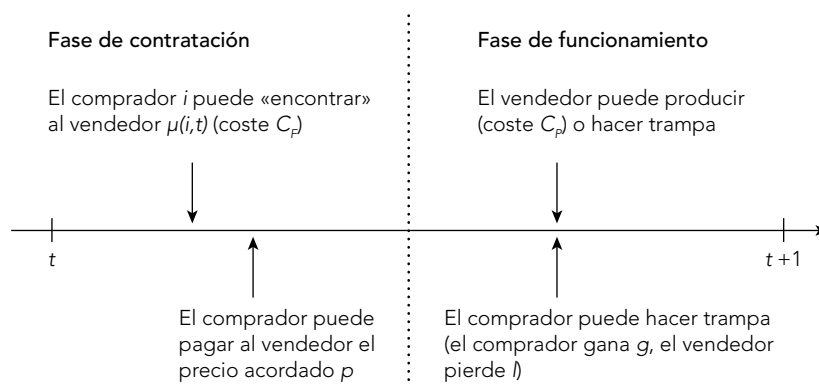 Fase de contratación
El comprador i puede «encontrar»
al vendedor μ(i,t) (coste C_F)
Fase de funcionamiento
El vendedor puede producir
(coste C_P) o hacer trampa
t
t+1
El comprador puede
pagar al vendedor el
precio acordado p
El comprador puede hacer trampa
(el comprador gana g, el vendedor
pierde l)